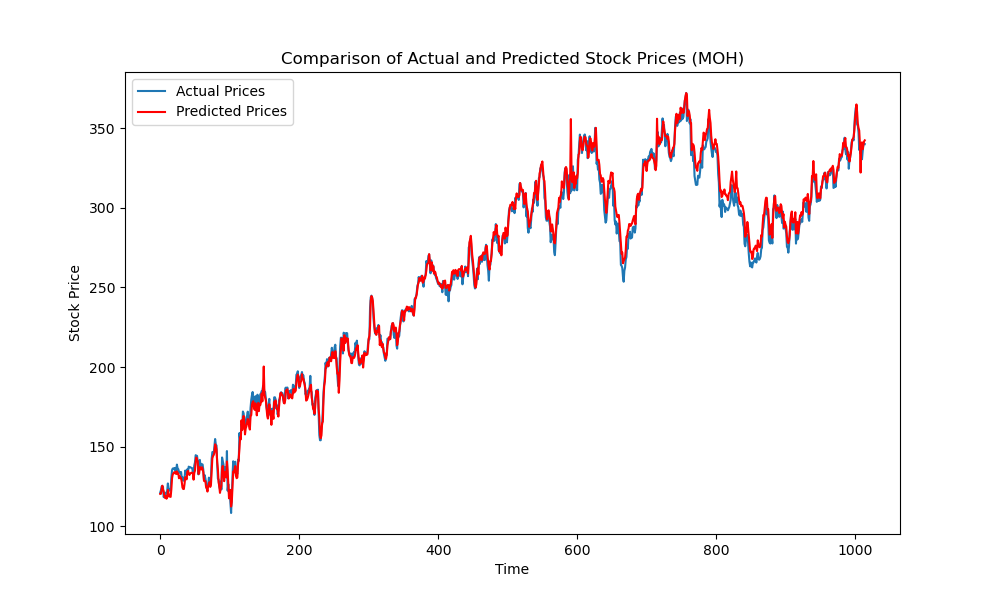 Comparison of Actual and Predicted Stock Prices (MOH)
Actual Prices
Predicted Prices
Stock Price
350
300
250
200
150
100
0 200 400 600 800 1000
Time